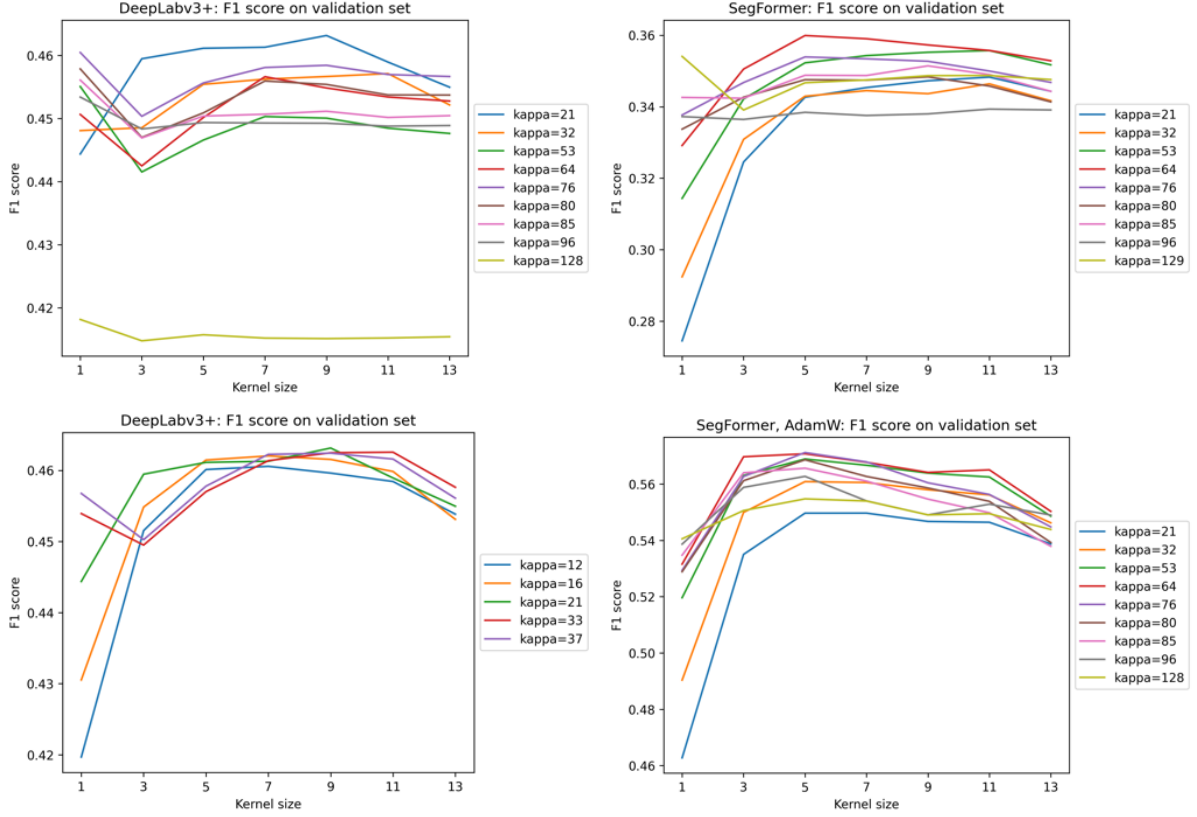 DeepLabv3+: F1 score on validation set
0.46
0.45
0.44
0.43
0.42
F1 score
1 3 5 7 9 11 13
Kernel size
kappa=21
kappa=32
kappa=53
kappa=64
kappa=76
kappa=80
kappa=85
kappa=96
kappa=128
SegFormer: F1 score on validation set
0.36
0.34
0.32
0.30
0.28
F1 score
1 3 5 7 9 11 13
Kernel size
kappa=21
kappa=32
kappa=53
kappa=64
kappa=76
kappa=80
kappa=85
kappa=96
kappa=129
DeepLabv3+: F1 score on validation set
0.46
0.45
0.44
0.43
0.42
F1 score
1 3 5 7 9 11 13
Kernel size
kappa=12
kappa=16
kappa=21
kappa=33
kappa=37
SegFormer, AdamW: F1 score on validation set
0.56
0.54
0.52
0.50
0.48
0.46
F1 score
1 3 5 7 9 11 13
Kernel size
kappa=21
kappa=32
kappa=53
kappa=64
kappa=76
kappa=80
kappa=85
kappa=96
kappa=128